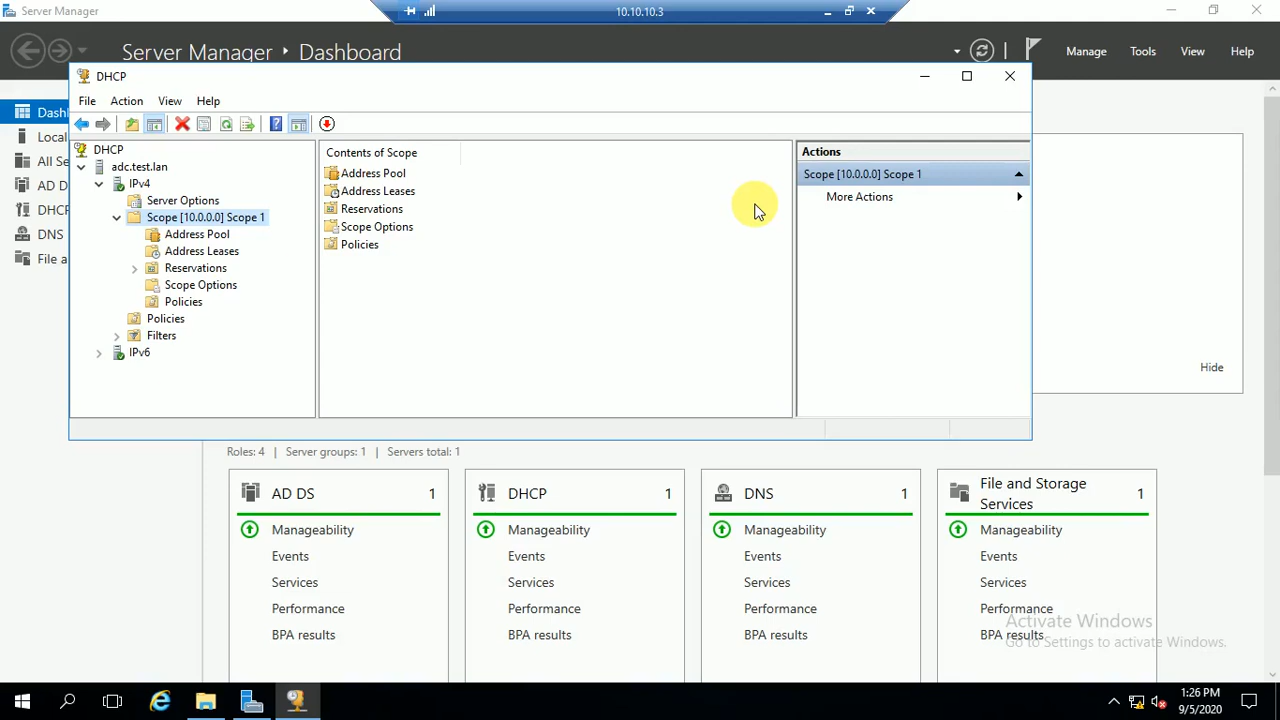 Server Manager
10.10.10.3
Server Manager Dashboard
Manage Tools View Help
DHCP
File Action View Help
Dashl
Local
All Se
AD D
DHCP
DNS
File a
DHCP
adc.test.lan
IPv4
Server Options
Scope [10.0.0.0] Scope 1
Address Pool
Address Leases
Reservations
Scope Options
Policies
Policies
Filters
IPv6
Contents of Scope
Address Pool
Address Leases
Reservations
Scope Options
Policies
Actions
Scope [10.0.0.0] Scope 1
More Actions
Hide
Roles: 4 | Server groups: 1 | Servers total: 1
AD DS 1
Manageability
Events
Services
Performance
BPA results
DHCP 1
Manageability
Events
Services
Performance
BPA results
DNS 1
Manageability
Events
Services
Performance
BPA results
File and Storage
Services 1
Manageability
Events
Services
Performance
BPA results
Activate Windows
Go to Settings to activate Windows.
1:26 PM
9/5/2020